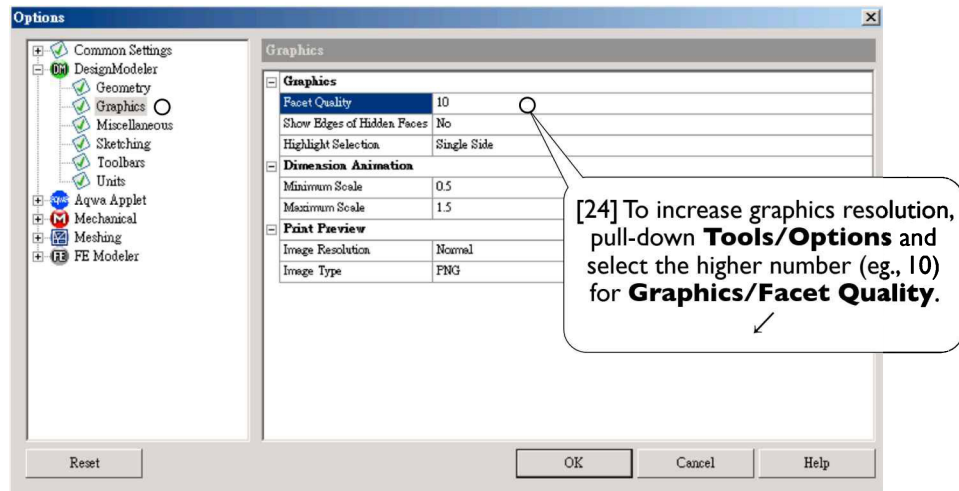 Options
Common Settings
DesignModeler
Geometry
Graphics
Miscellaneous
Sketching
Toolbars
Units
Aqwa Applet
Mechanical
Meshing
FE Modeler
Graphics
Graphics
Facet Quality 10
Show Edges of Hidden Faces No
Highlight Selection Single Side
Dimension Animation
Minimum Scale 0.5
Maximum Scale 1.5
Print Preview
Image Resolution Normal
Image Type PNG
[24] To increase graphics resolution,
pull-down Tools/Options and
select the higher number (eg., 10)
for Graphics/Facet Quality.
↙
Reset
OK Cancel Help